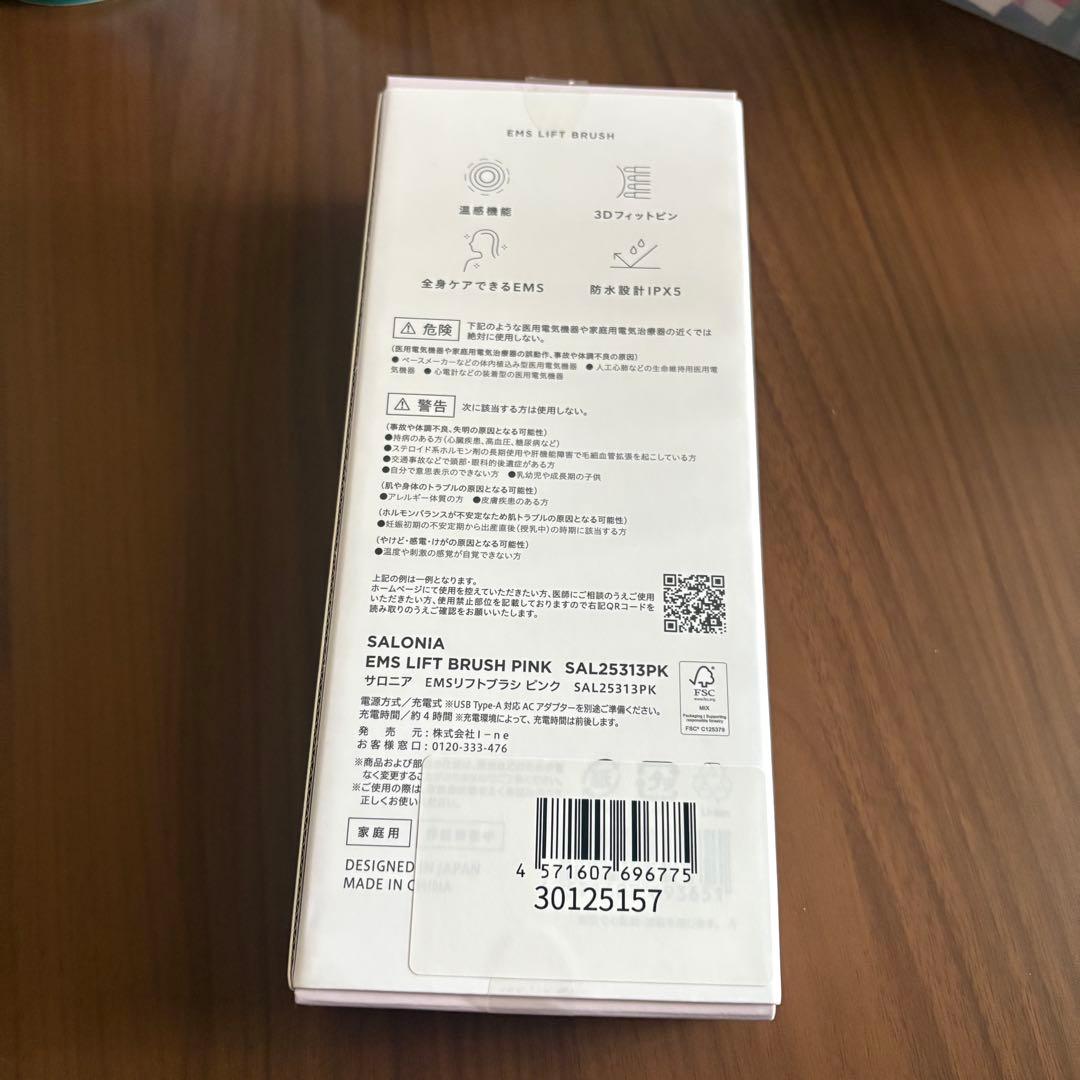 EMS LIFT BRUSH
温感機能
3Dフィットピン
全身ケアできるEMS
防水設計IPX5
危険 下記のような医用電気機器や家庭用電気治療器の近くでは
絶対に使用しない。
(医用電気機器や家庭用電気治療器の誤動作、事故や体調不良の原因)
●ペースメーカーなどの体内植込み型医用電気機器 ●人工心肺などの生命維持用医用電
気機器 ●心電計などの装着型の医用電気機器
警告 次に該当する方は使用しない。
(事故や体調不良、失明の原因となる可能性)
●持病のある方(心臓疾患、高血圧、糖尿病など)
●ステロイド系ホルモン剤の長期使用や肝機能障害で毛細血管拡張を起こしている方
●交通事故などで頭部・眼科的後遺症がある方
●自分で意思表示のできない方 ●乳幼児や成長期の子供
(肌や身体のトラブルの原因となる可能性)
●アレルギー体質の方 ●皮膚疾患のある方
(ホルモンバランスが不安定なため肌トラブルの原因となる可能性)
●妊娠初期の不安定期から出産直後(授乳中)の時期に該当する方
(やけど・感電・けがの原因となる可能性)
●温度や刺激の感覚が自覚できない方
上記の例は一例となります。
ホームページにて使用を控えていただきたい方、医師にご相談のうえご使用
いただきたい方、使用禁止部位を記載しておりますので右記QRコードを
読み取りのうえご確認をお願いいたします。
SALONIA
EMS LIFT BRUSH PINK SAL25313PK
サロニア EMSリフトブラシ ピンク SAL25313PK
FSC
www.fsc.org
MIX
Packaging | Supporting
responsible forestry
FSC® C125379
電源方式/充電式 ※USB Type-A 対応 AC アダプターを別途ご準備ください。
充電時間/約4時間 ※充電環境によって、充電時間は前後します。
発売元:株式会社I-ne
お客様窓口:0120-333-476
※商品および部
なく変更するこ
※ご使用の際は
正しくお使い
家庭用
DESIGNED IN JAPAN
MADE IN CHINA
4 571607 696775
30125157